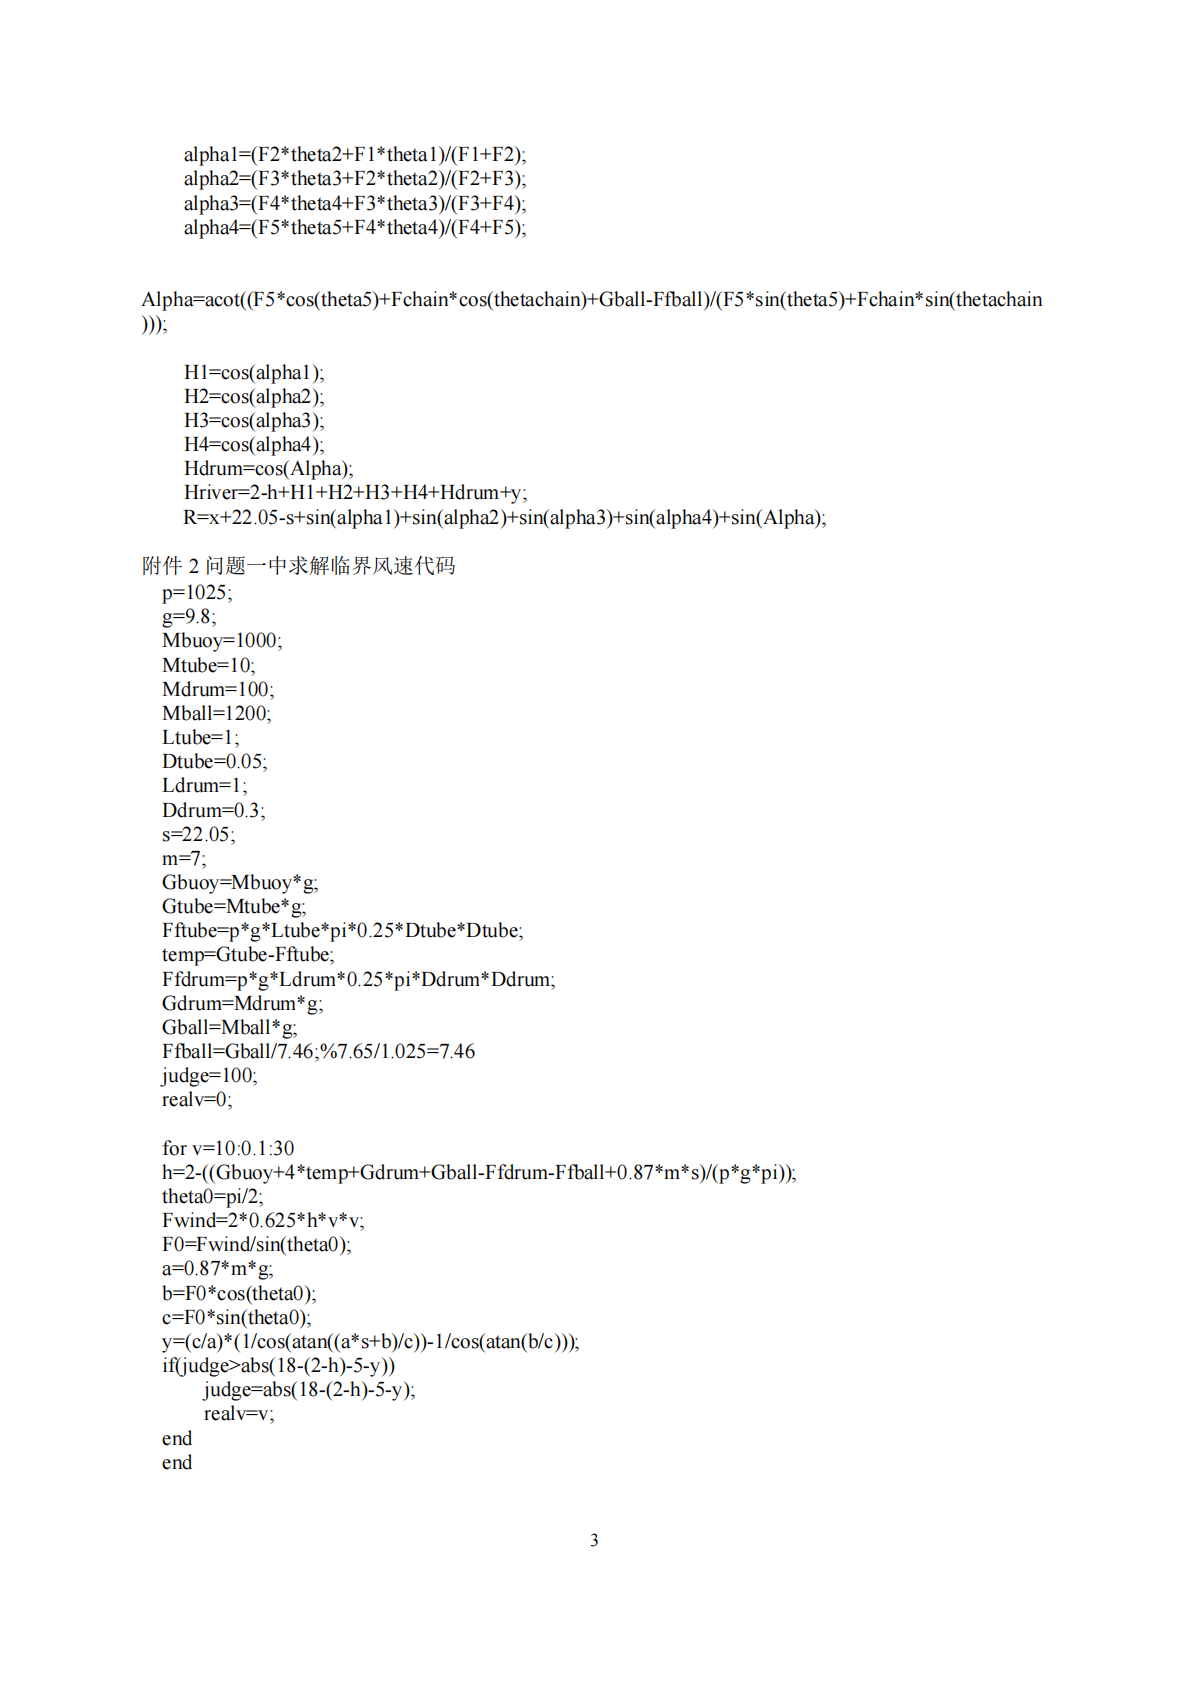 alpha1=(F2*theta2+F1*theta1)/(F1+F2);
alpha2=(F3*theta3+F2*theta2)/(F2+F3);
alpha3=(F4*theta4+F3*theta3)/(F3+F4);
alpha4=(F5*theta5+F4*theta4)/(F4+F5);
Alpha=acot((F5*cos(theta5)+Fchain*cos(thetachain)+Gball-Ffball)/(F5*sin(theta5)+Fchain*sin(thetachain
)));
H1=cos(alpha1);
H2=cos(alpha2);
H3=cos(alpha3);
H4=cos(alpha4);
Hdrum=cos(Alpha);
Hriver=2-h+H1+H2+H3+H4+Hdrum+y;
R=x+22.05-s+sin(alpha1)+sin(alpha2)+sin(alpha3)+sin(alpha4)+sin(Alpha);
附件 2 问题一中求解临界风速代码
p=1025;
g=9.8;
Mbuoy=1000;
Mtube=10;
Mdrum=100;
Mball=1200;
Ltube=1;
Dtube=0.05;
Ldrum=1;
Ddrum=0.3;
s=22.05;
m=7;
Gbuoy=Mbuoy*g;
Gtube=Mtube*g;
Fftube=p*g*Ltube*pi*0.25*Dtube*Dtube;
temp=Gtube-Fftube;
Ffdrum=p*g*Ldrum*0.25*pi*Ddrum*Ddrum;
Gdrum=Mdrum*g;
Gball=Mball*g;
Ffball=Gball/7.46;%7.65/1.025=7.46
judge=100;
realv=0;
for v=10:0.1:30
h=2-((Gbuoy+4*temp+Gdrum+Gball-Ffdrum-Ffball+0.87*m*s)/(p*g*pi));
theta0=pi/2;
Fwind=2*0.625*h*v*v;
F0=Fwind/sin(theta0);
a=0.87*m*g;
b=F0*cos(theta0);
c=F0*sin(theta0);
y=(c/a)*(1/cos(atan((a*s+b)/c))-1/cos(atan(b/c)));
if(judge>abs(18-(2-h)-5-y))
judge=abs(18-(2-h)-5-y);
realv=v;
end
end
3